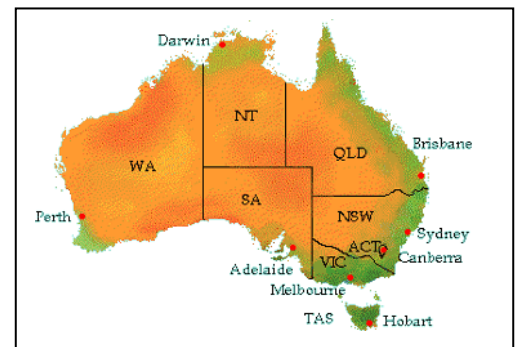 Darwin
NT
QLD
Brisbane
WA
SA
NSW
Perth
Sydney
ACT
Canberra
VIC
Adelaide
Melbourne
TAS
Hobart